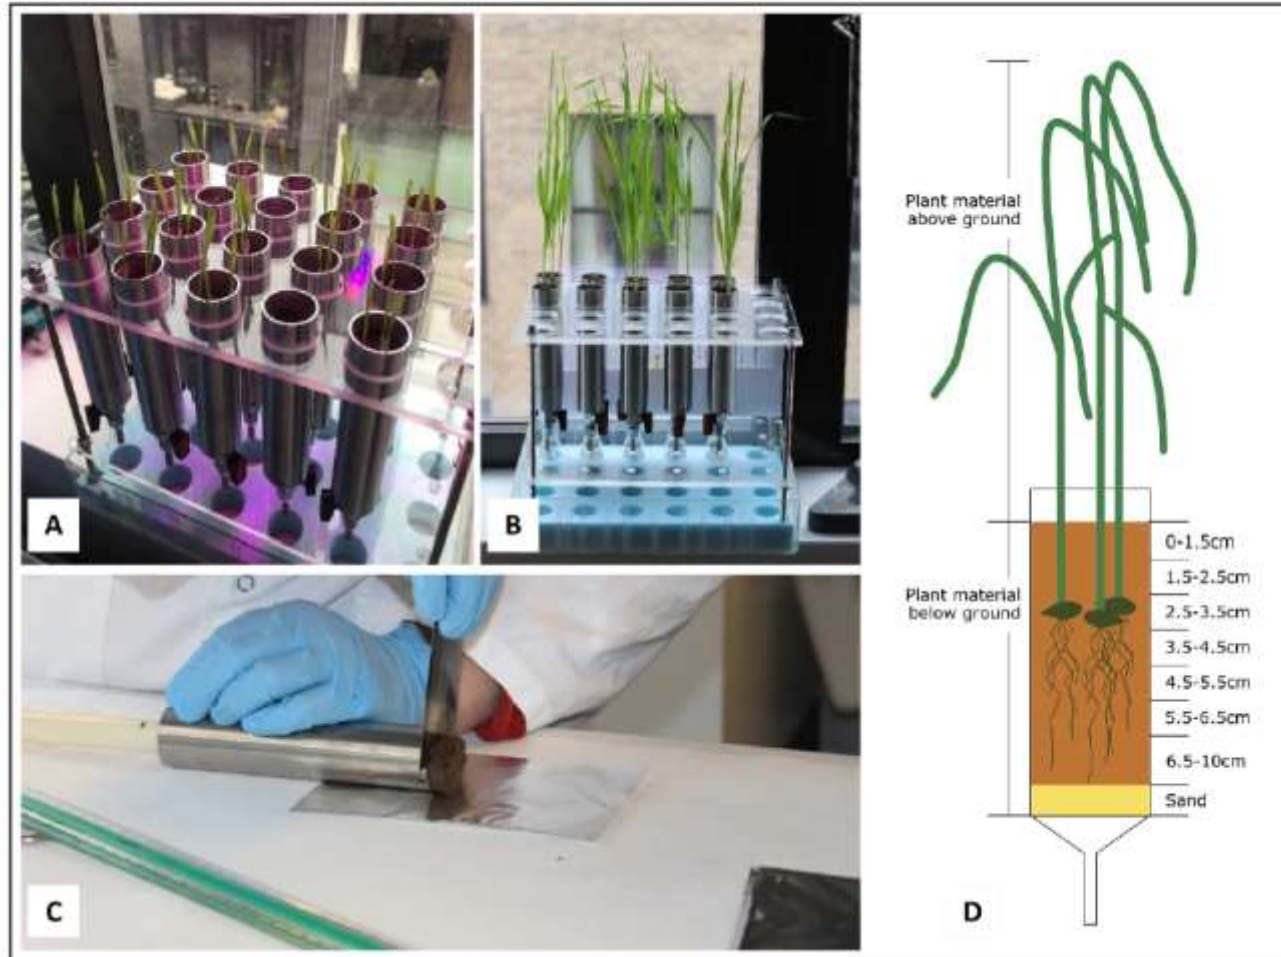 A
B
C
D
Plant material
above ground
Plant material
below ground
0-1.5cm
1.5-2.5cm
2.5-3.5cm
3.5-4.5cm
4.5-5.5cm
5.5-6.5cm
6.5-10cm
Sand